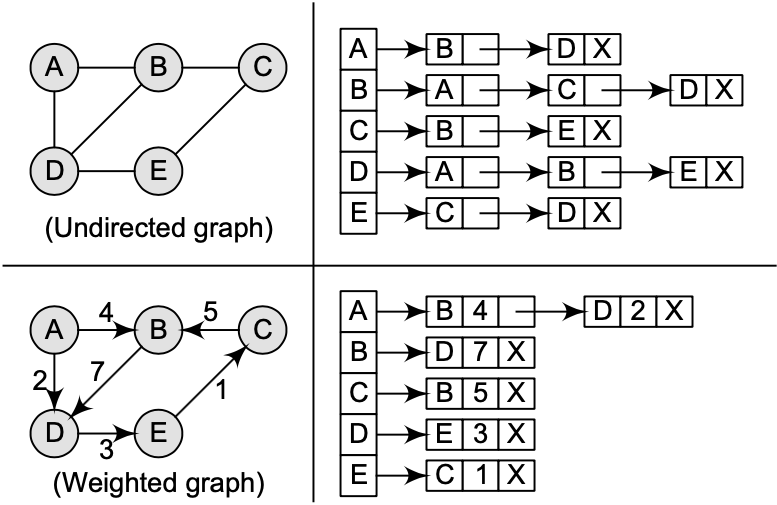 A B C
D E
(Undirected graph)
A B D X
B A C D X
C B E X
D A B E X
E C D X
A 4 B 5 C
2 7 1
D 3 E
(Weighted graph)
A B 4 D 2 X
B D 7 X
C B 5 X
D E 3 X
E C 1 X